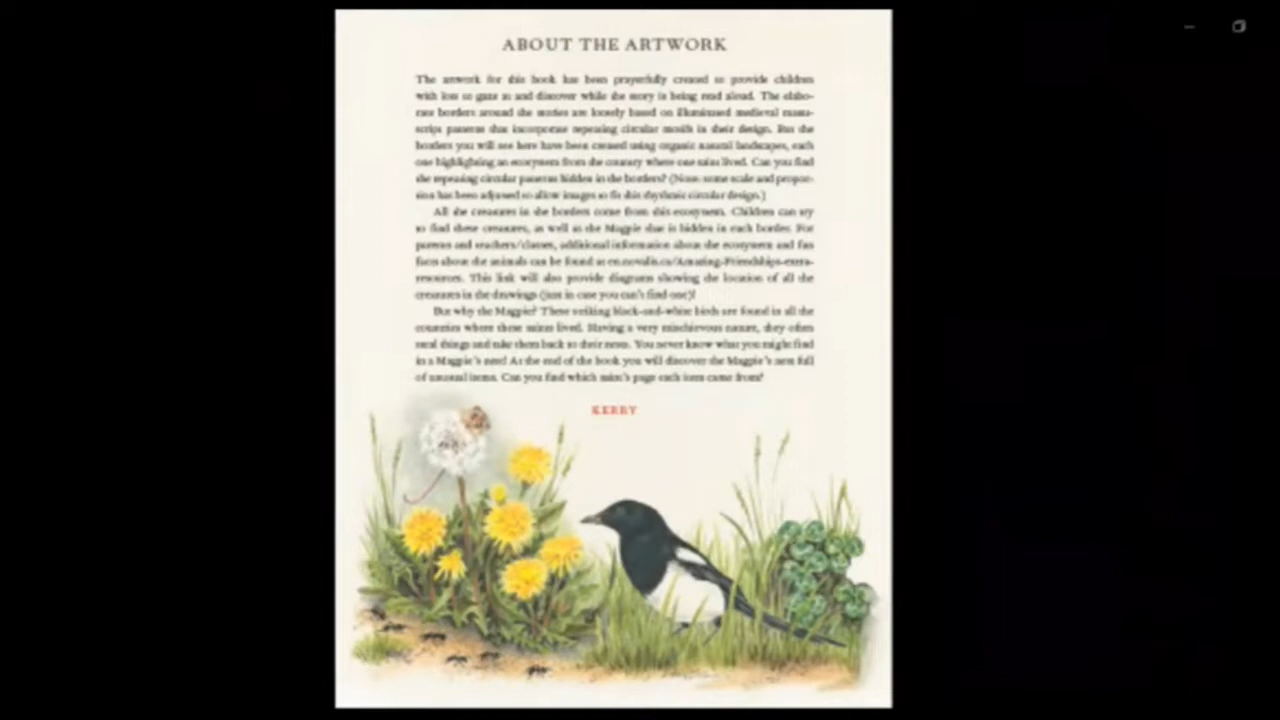 ABOUT THE ARTWORK
The artwork for this book has been prayerfully created to provide children
with lots to gaze at and discover while the story is being read aloud. The elabo-
rate borders around the stories are loosely based on illuminated medieval manu-
script patterns that incorporate repeating circular motifs in their design. But the
borders you will see here have been created using organic natural landscapes, each
one highlighting an ecosystem from the country where one saint lived. Can you find
the repeating circular patterns hidden in the borders? (Note: some scale and propor-
tion has been adjusted to allow images to fit this rhythmic circular design.)
All the creatures in the borders come from this ecosystem. Children can try
to find these creatures, as well as the Magpie that is hidden in each border. For
parents and teachers/classes, additional information about the ecosystem and fun
facts about the animals can be found at en.novalis.ca/Amazing-Friendships-extra-
resources. This link will also provide diagrams showing the location of all the
creatures in the drawings (just in case you can't find one)!
But why the Magpie? These striking black-and-white birds are found in all the
countries where these saints lived. Having a very mischievous nature, they often
steal things and take them back to their nests. You never know what you might find
in a Magpie's nest! At the end of the book you will discover the Magpie's nest full
of unusual items. Can you find which saint's page each item came from?
KERRY